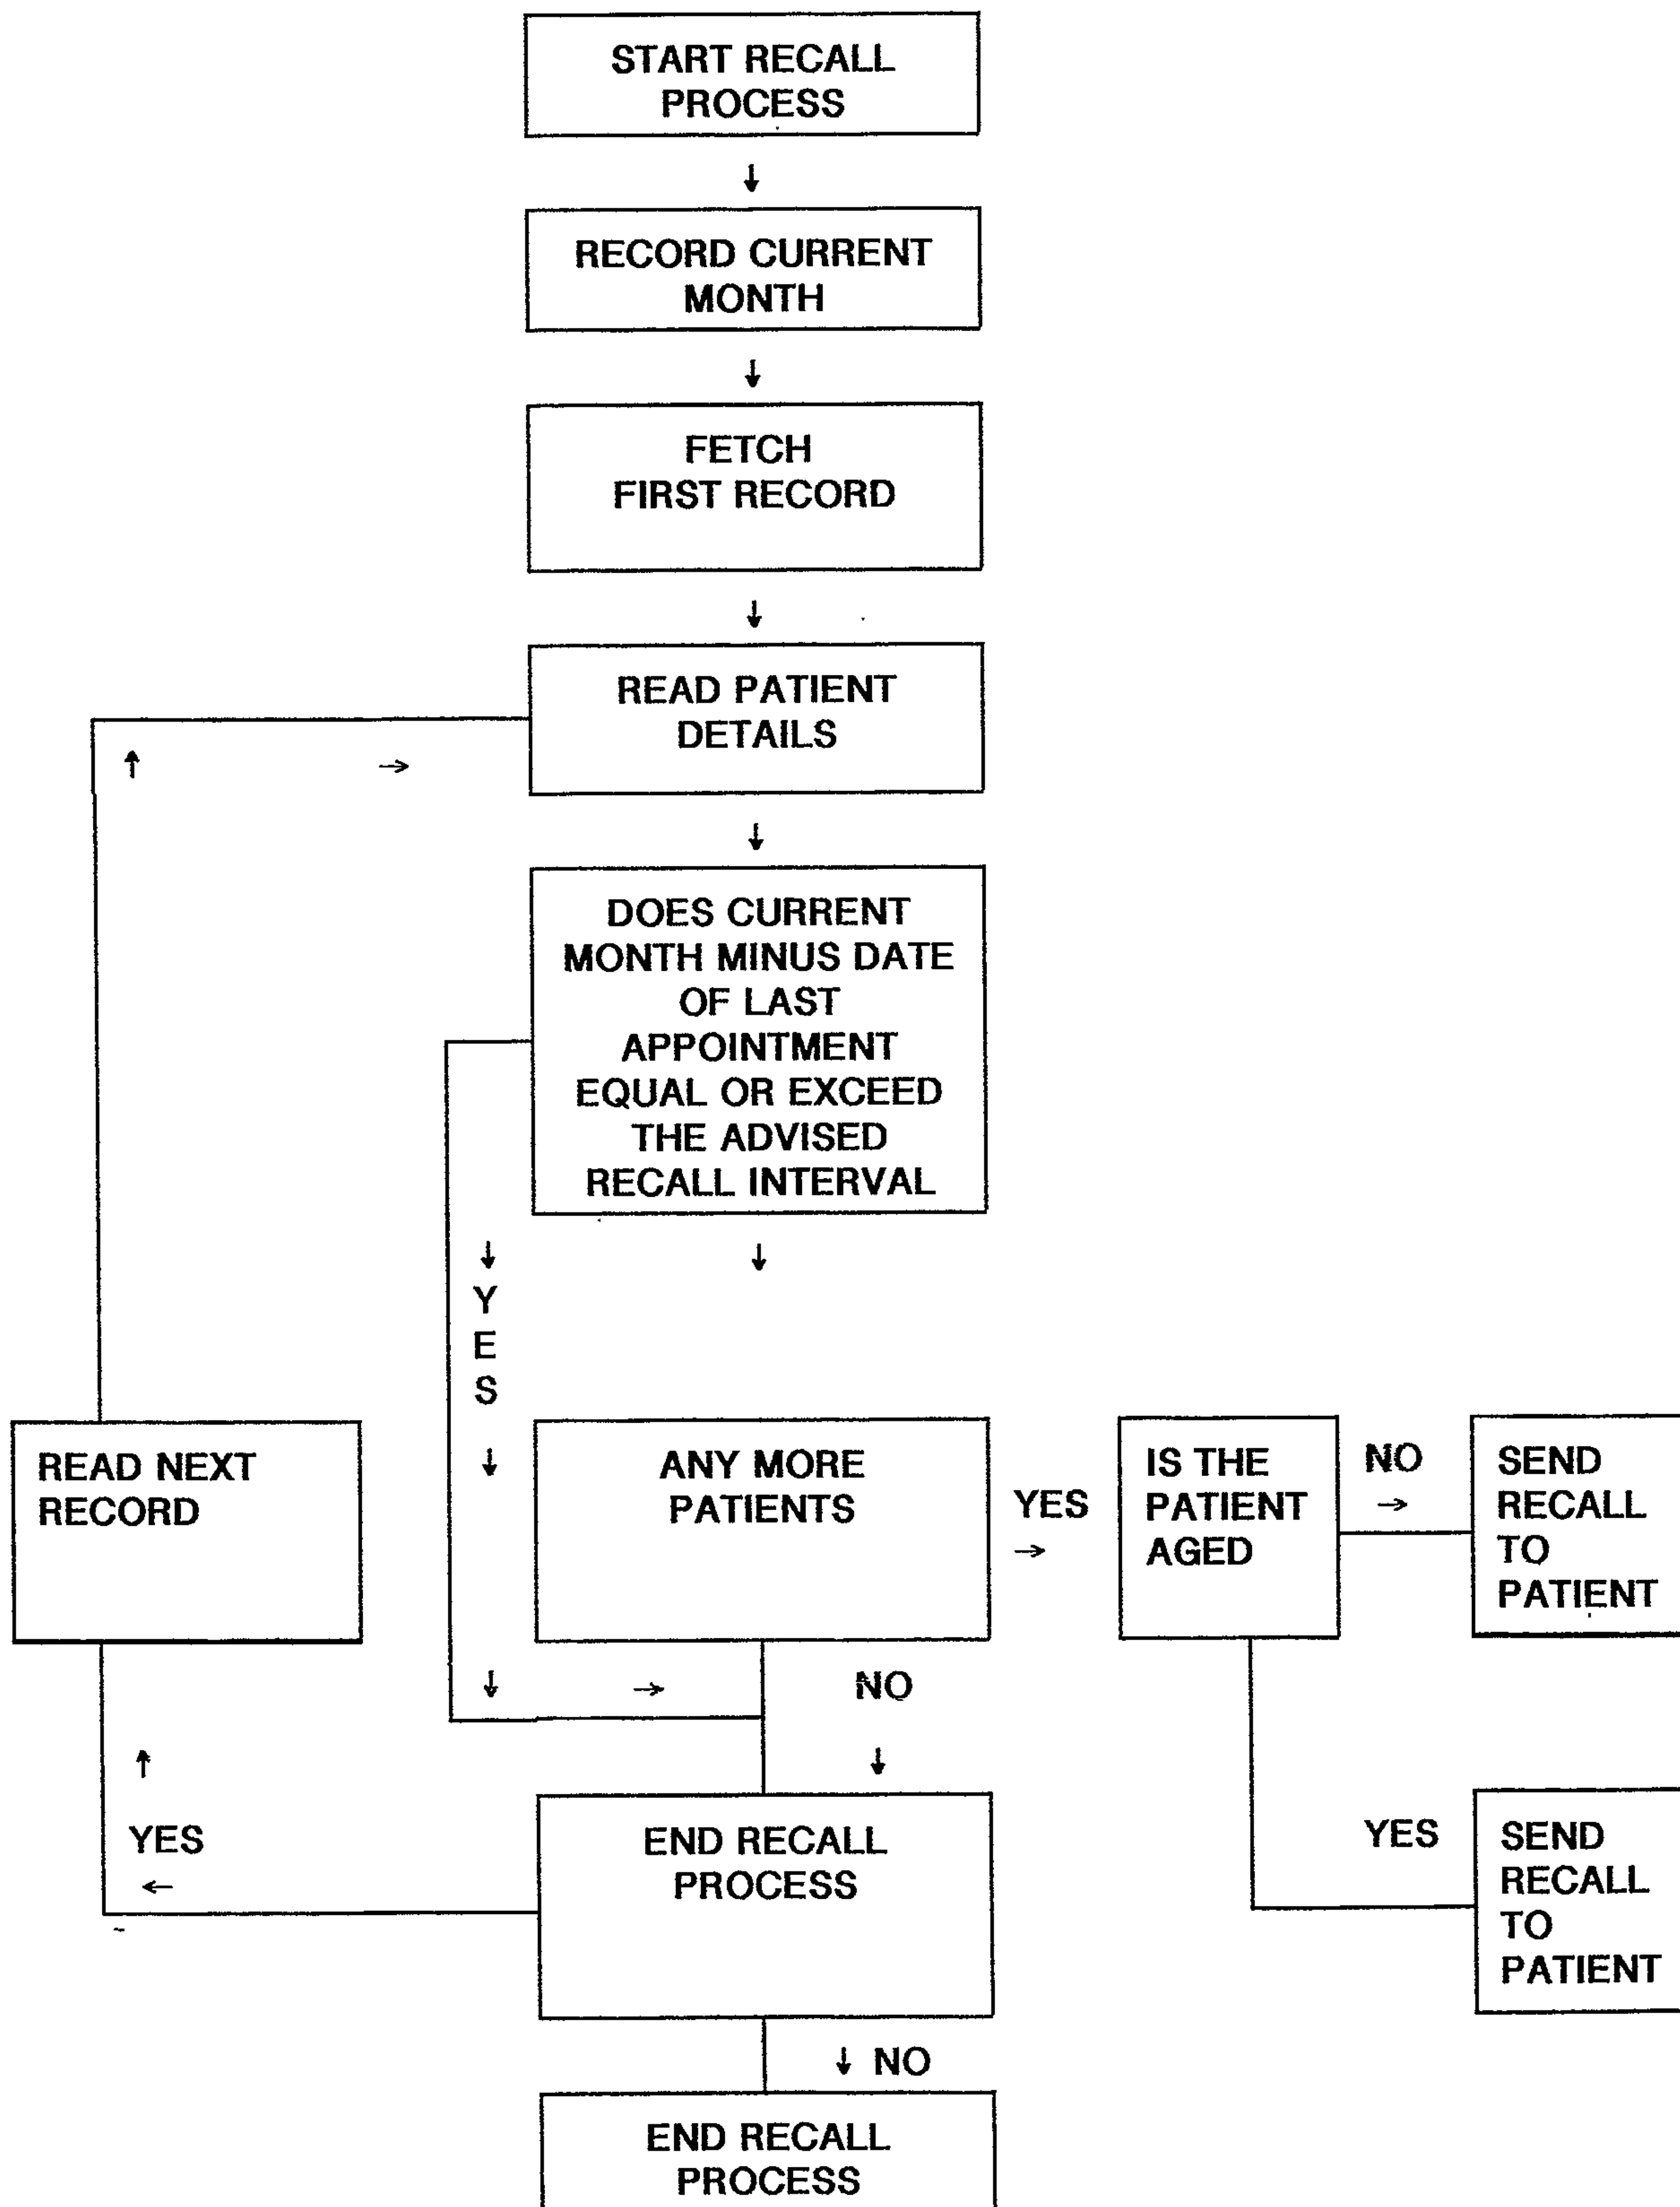 START RECALL
PROCESS
↓
RECORD CURRENT
MONTH
↓
FETCH
FIRST RECORD
↓
READ PATIENT
DETAILS
↑ →
↓
DOES CURRENT
MONTH MINUS DATE
OF LAST
APPOINTMENT
EQUAL OR EXCEED
THE ADVISED
RECALL INTERVAL
↓
↓
Y
E
S
↓
READ NEXT
RECORD
ANY MORE
PATIENTS
YES
→
IS THE
PATIENT
AGED
NO
→
SEND
RECALL
TO
PATIENT
↓ →
NO
↓
↑
YES
←
END RECALL
PROCESS
YES
SEND
RECALL
TO
PATIENT
↓ NO
END RECALL
PROCESS